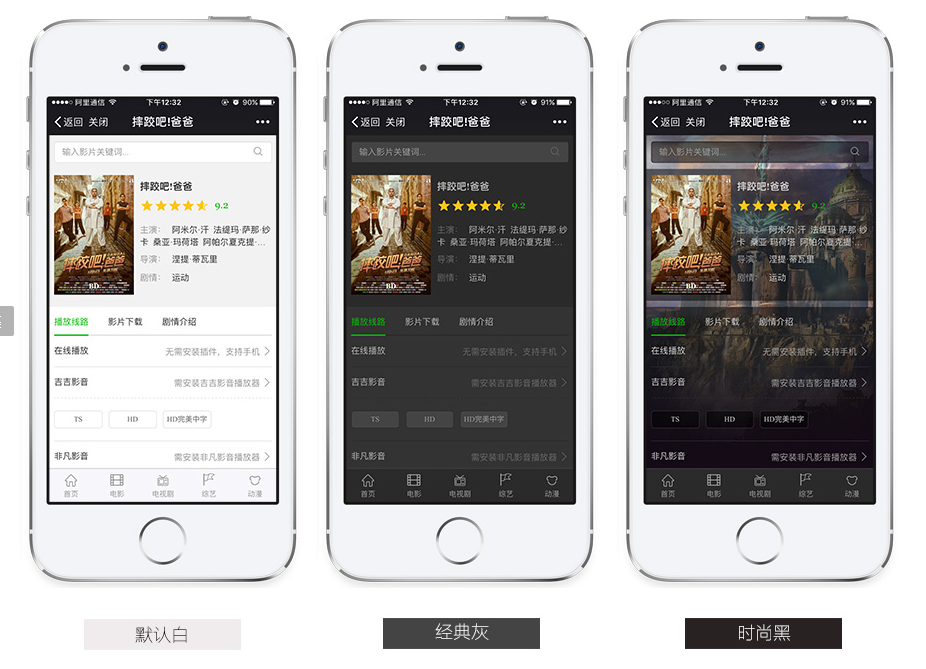 阿里通信 下午12:32 90%
返回 关闭 摔跤吧!爸爸
输入影片关键词...
摔跤吧!爸爸
9.2
主演: 阿米尔·汗 法缇玛·萨那·纱
卡 桑亚·玛荷塔 阿帕尔夏克提·...
导演: 涅提·蒂瓦里
剧情: 运动
摔跤吧!爸爸
BD
播放线路 影片下载 剧情介绍
在线播放 无需安装插件，支持手机
吉吉影音 需安装吉吉影音播放器
TS HD HD完美中字
非凡影音 需安装非凡影音播放器
首页 电影 电视剧 综艺 动漫
默认白
阿里通信 下午12:32 91%
返回 关闭 摔跤吧!爸爸
输入影片关键词...
摔跤吧!爸爸
9.2
主演: 阿米尔·汗 法缇玛·萨那·纱
卡 桑亚·玛荷塔 阿帕尔夏克提·...
导演: 涅提·蒂瓦里
剧情: 运动
摔跤吧!爸爸
BD
播放线路 影片下载 剧情介绍
在线播放 无需安装插件，支持手机
吉吉影音 需安装吉吉影音播放器
TS HD HD完美中字
非凡影音 需安装非凡影音播放器
首页 电影 电视剧 综艺 动漫
经典灰
阿里通信 下午12:32 91%
返回 关闭 摔跤吧!爸爸
输入影片关键词...
摔跤吧!爸爸
9.2
主演: 阿米尔·汗 法缇玛·萨那·纱
卡 桑亚·玛荷塔 阿帕尔夏克提·...
导演: 涅提·蒂瓦里
剧情: 运动
摔跤吧!爸爸
BD
播放线路 影片下载 剧情介绍
在线播放 无需安装插件，支持手机
吉吉影音 需安装吉吉影音播放器
TS HD HD完美中字
非凡影音 需安装非凡影音播放器
首页 电影 电视剧 综艺 动漫
时尚黑